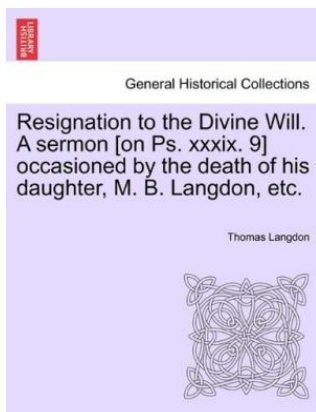 BRITISH
LIBRARY
General Historical Collections
Resignation to the Divine Will.
A sermon [on Ps. xxxix. 9]
occasioned by the death of his
daughter, M. B. Langdon, etc.
Thomas Langdon